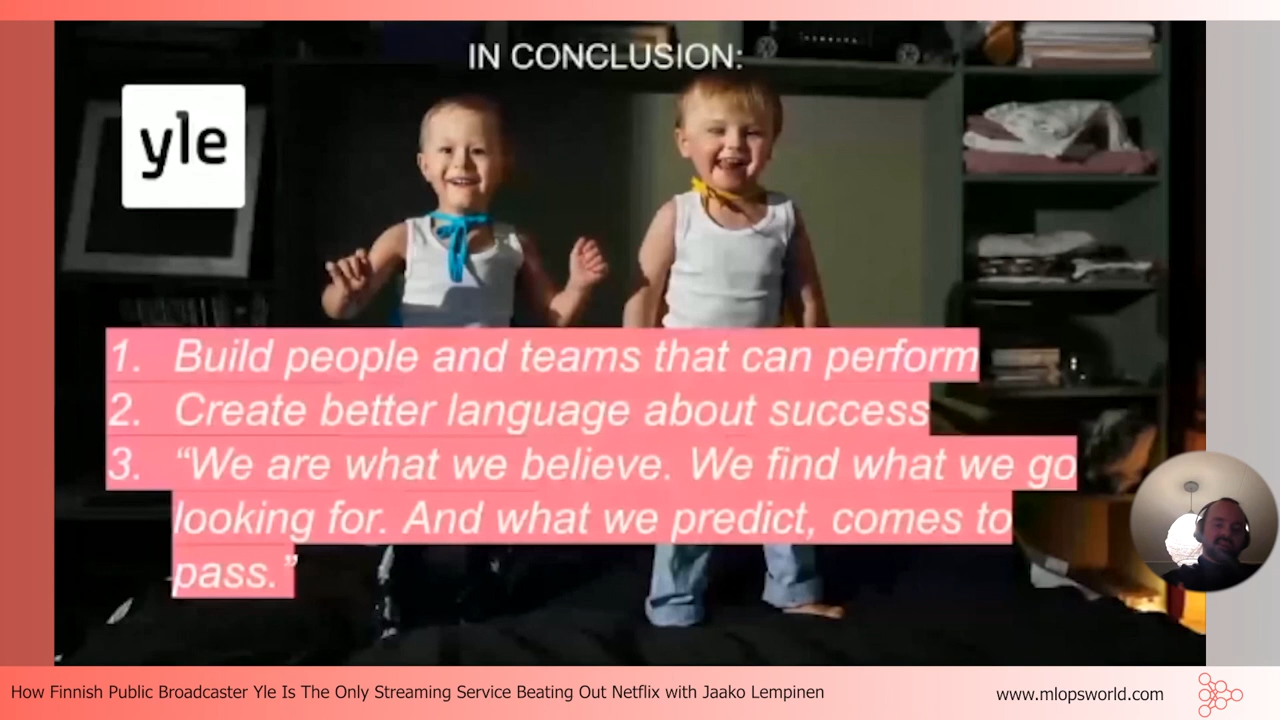 IN CONCLUSION:
yle
1. Build people and teams that can perform
2. Create better language about success
3. “We are what we believe. We find what we go
looking for. And what we predict, comes to
pass.”
How Finnish Public Broadcaster Yle Is The Only Streaming Service Beating Out Netflix with Jaako Lempinen
www.mlopsworld.com